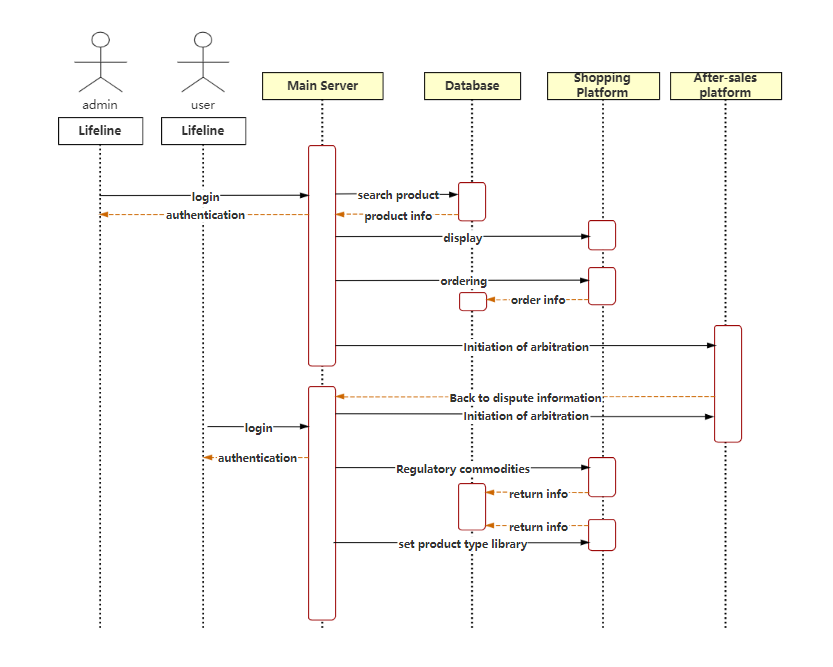 admin
user
Lifeline
Lifeline
Main Server
Database
Shopping
Platform
After-sales
platform
login
search product
authentication
product info
display
ordering
order info
Initiation of arbitration
Back to dispute information
Initiation of arbitration
login
authentication
Regulatory commodities
return info
return info
set product type library